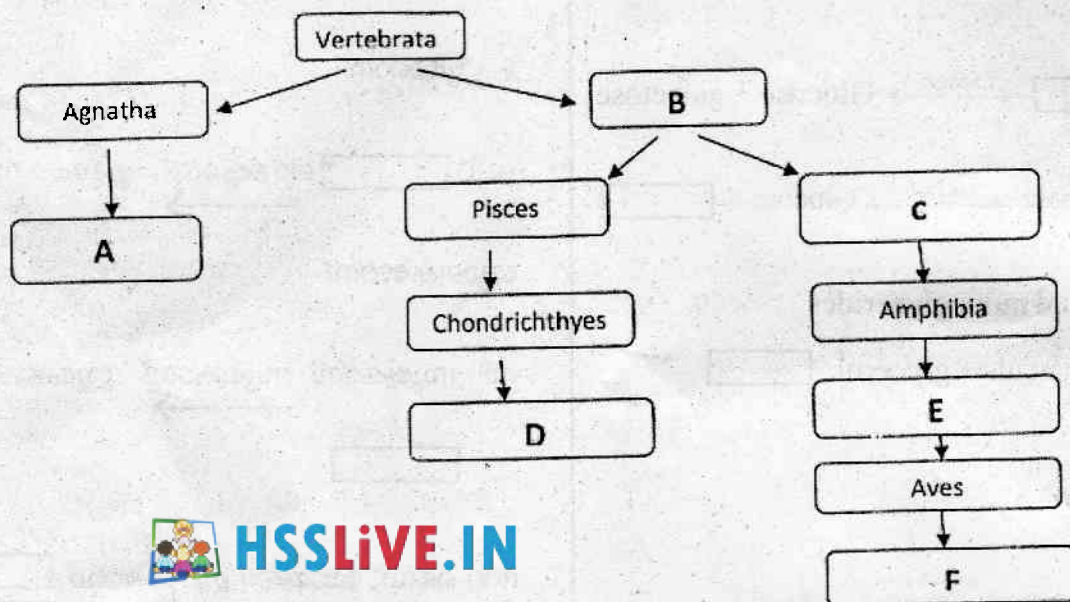 Vertebrata
Agnatha
B
Pisces
C
A
Chondrichthyes
Amphibia
D
E
Aves
F
HSSLiVE.IN